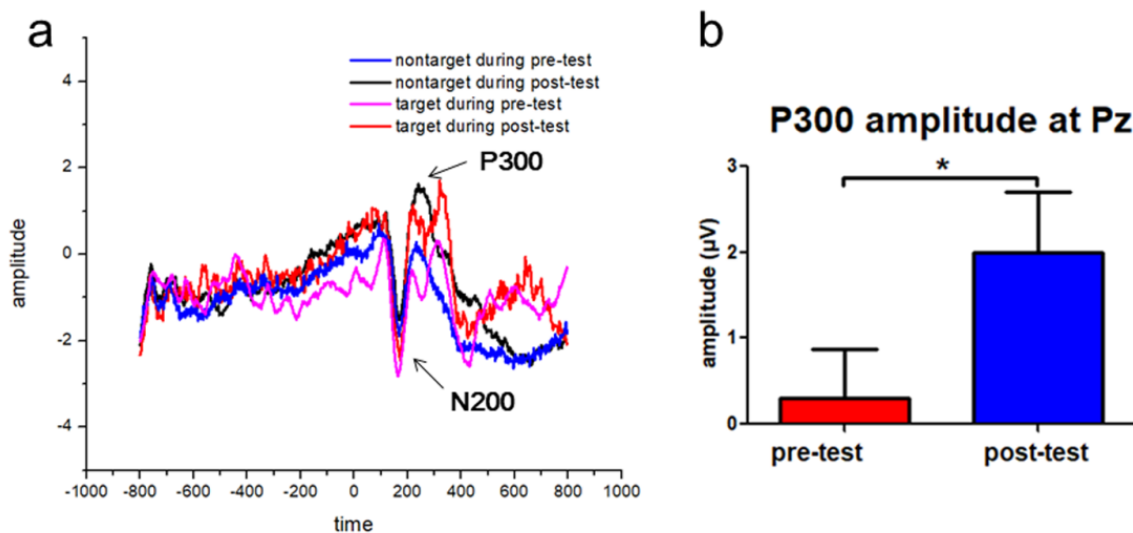 a
nontarget during pre-test
nontarget during post-test
target during pre-test
target during post-test
P300
N200
amplitude
4
2
0
-2
-4
-1000 -800 -600 -400 -200 0 200 400 600 800 1000
time
b
P300 amplitude at Pz
*
amplitude (µV)
3
2
1
0
pre-test post-test